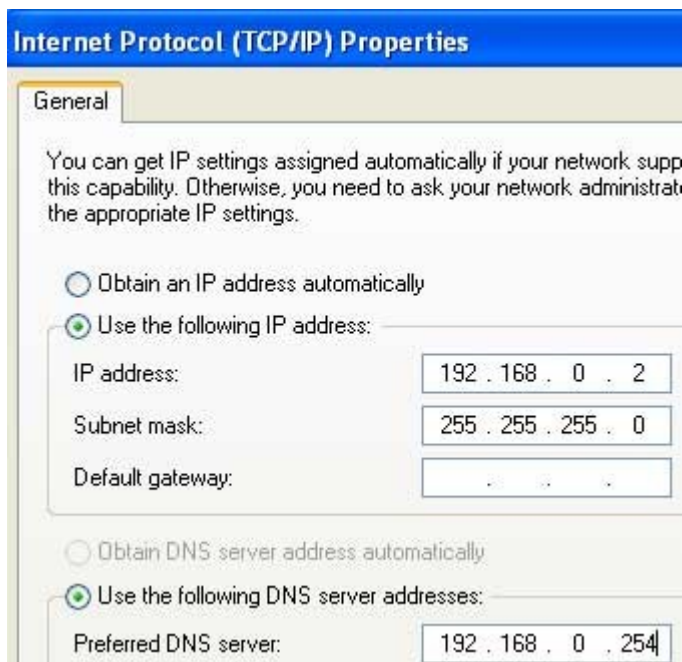 Internet Protocol (TCP/IP) Properties
General
You can get IP settings assigned automatically if your network supp
this capability. Otherwise, you need to ask your network administrat
the appropriate IP settings.
Obtain an IP address automatically
Use the following IP address:
IP address: 192 . 168 . 0 . 2
Subnet mask: 255 . 255 . 255 . 0
Default gateway: . . .
Obtain DNS server address automatically
Use the following DNS server addresses:
Preferred DNS server: 192 . 168 . 0 . 254